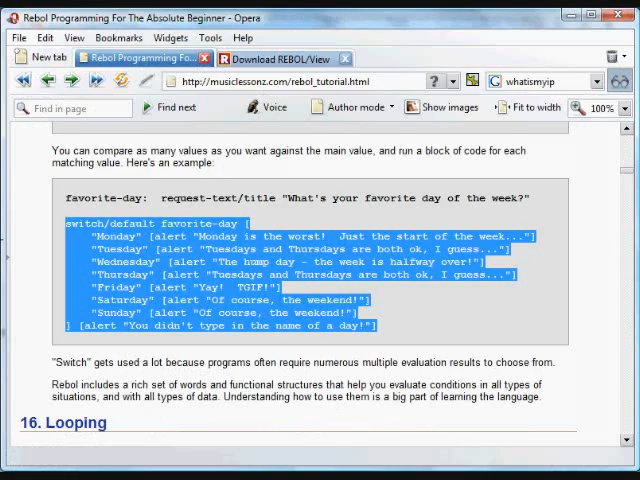 Rebol Programming For The Absolute Beginner - Opera
File Edit View Bookmarks Widgets Tools Help
New tab Rebol Programming Fo... Download REBOL/View
http://musiclessonz.com/rebol_tutorial.html ? whatismyip
Find in page Find next Voice Author mode Show images Fit to width 100%
You can compare as many values as you want against the main value, and run a block of code for each
matching value. Here's an example:
favorite-day: request-text/title "What's your favorite day of the week?"
switch/default favorite-day [
"Monday" [alert "Monday is the worst! Just the start of the week..."]
"Tuesday" [alert "Tuesdays and Thursdays are both ok, I guess..."]
"Wednesday" [alert "The hump day - the week is halfway over!"]
"Thursday" [alert "Tuesdays and Thursdays are both ok, I guess..."]
"Friday" [alert "Yay! TGIF!"]
"Saturday" [alert "Of course, the weekend!"]
"Sunday" [alert "Of course, the weekend!"]
] [alert "You didn't type in the name of a day!"]
"Switch" gets used a lot because programs often require numerous multiple evaluation results to choose from.
Rebol includes a rich set of words and functional structures that help you evaluate conditions in all types of
situations, and with all types of data. Understanding how to use them is a big part of learning the language.
16. Looping